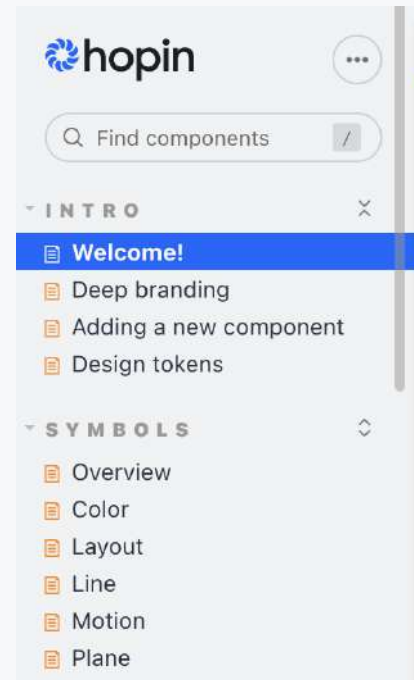 hopin
Find components /
INTRO
Welcome!
Deep branding
Adding a new component
Design tokens
SYMBOLS
Overview
Color
Layout
Line
Motion
Plane